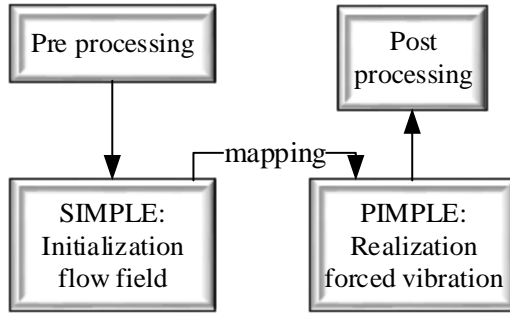 Pre processing
Post
processing
mapping
SIMPLE:
Initialization
flow field
PIMPLE:
Realization
forced vibration